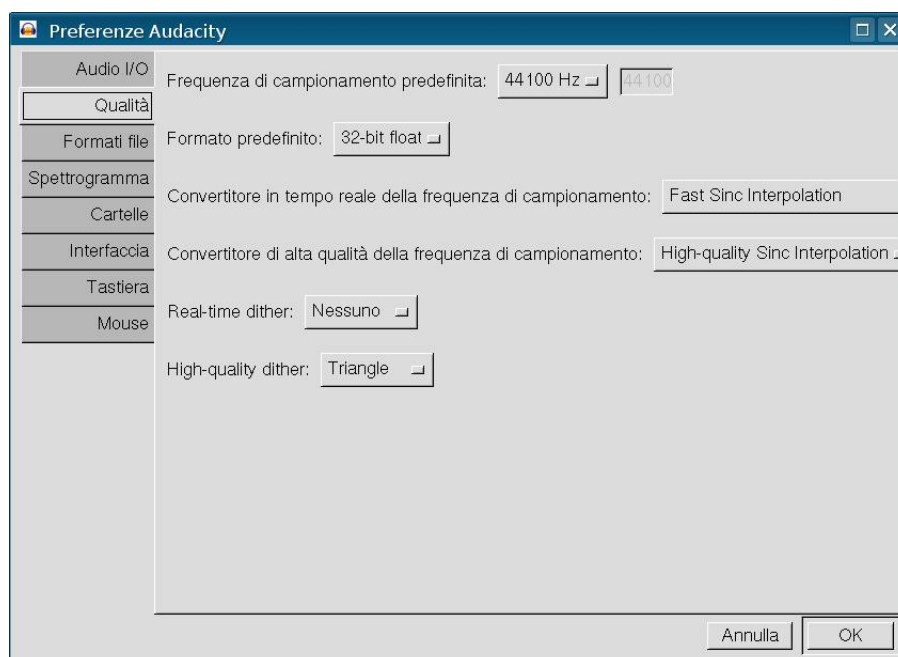 Preferenze Audacity
Audio I/O
Qualità
Formati file
Spettrogramma
Cartelle
Interfaccia
Tastiera
Mouse
Frequenza di campionamento predefinita: 44100 Hz 44100
Formato predefinito: 32-bit float
Convertitore in tempo reale della frequenza di campionamento: Fast Sinc Interpolation
Convertitore di alta qualità della frequenza di campionamento: High-quality Sinc Interpolation
Real-time dither: Nessuno
High-quality dither: Triangle
Annulla OK